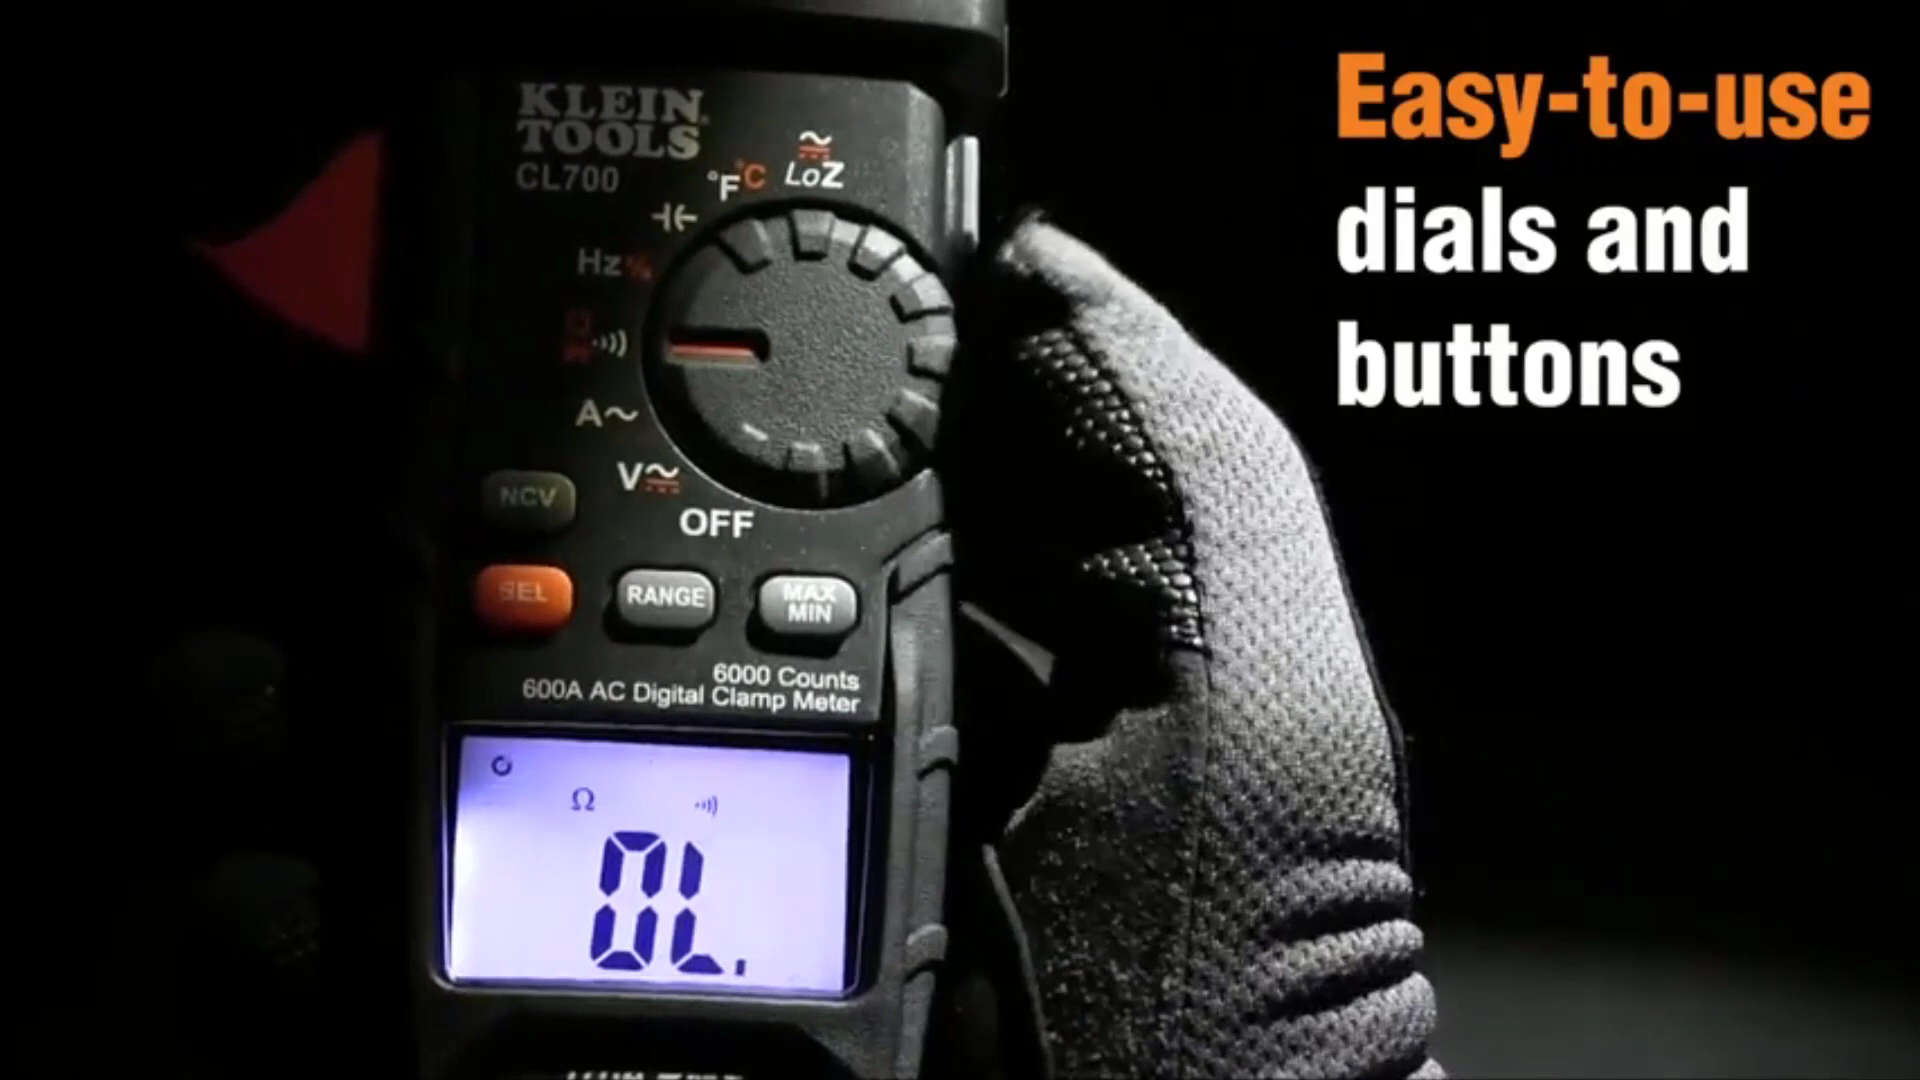 Easy-to-use
dials and
buttons
KLEIN
TOOLS
CL700
°F°C
LoZ
Hz%
A~
V
OFF
NCV
SEL
RANGE
MAX
MIN
6000 Counts
600A AC Digital Clamp Meter
Ω
OL.